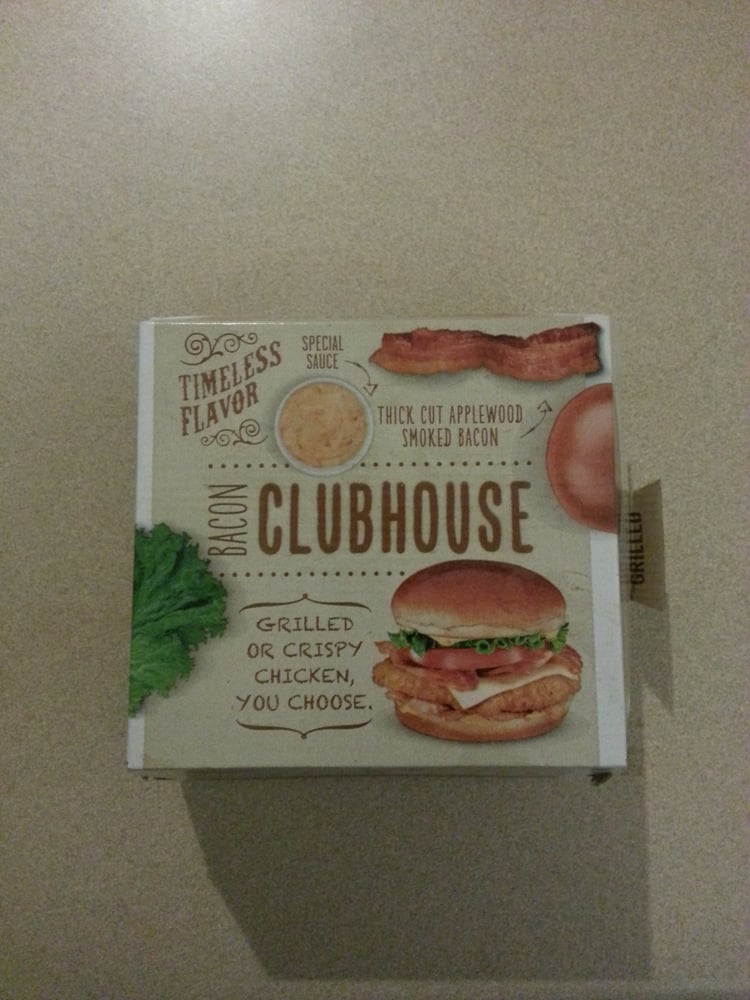 TIMELESS
FLAVOR
SPECIAL
SAUCE
THICK CUT APPLEWOOD
SMOKED BACON
BACON
CLUBHOUSE
GRILLED
OR CRISPY
CHICKEN,
YOU CHOOSE.
GRILLED